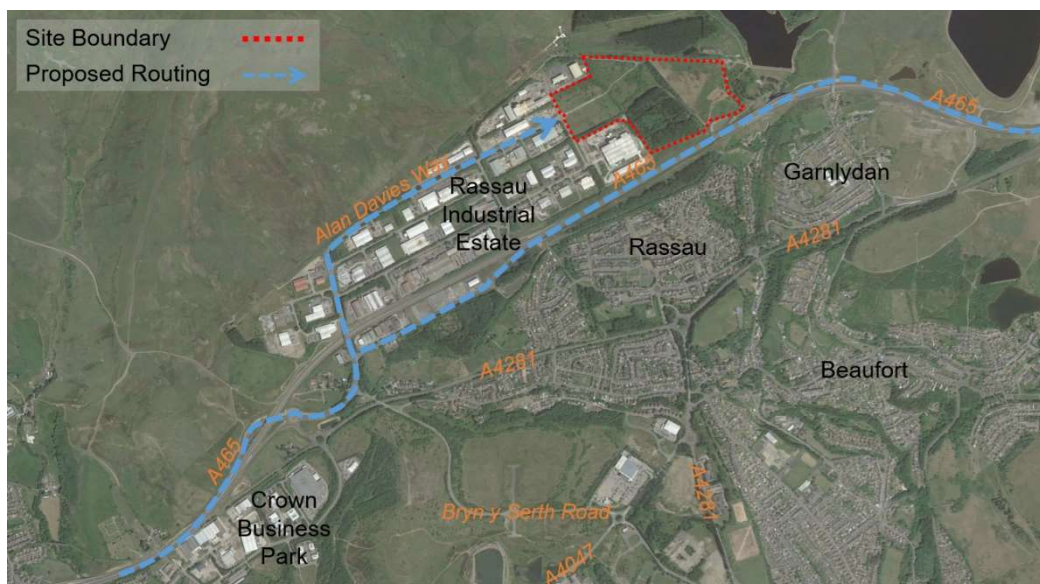 Site Boundary
Proposed Routing
A465
Garnlydan
Alan Davies Way
Rassau
Industrial
Estate
A465
Rassau
A4281
A4281
Beaufort
A465
Crown
Business
Park
Bryn y Serth Road
A4281
A4047